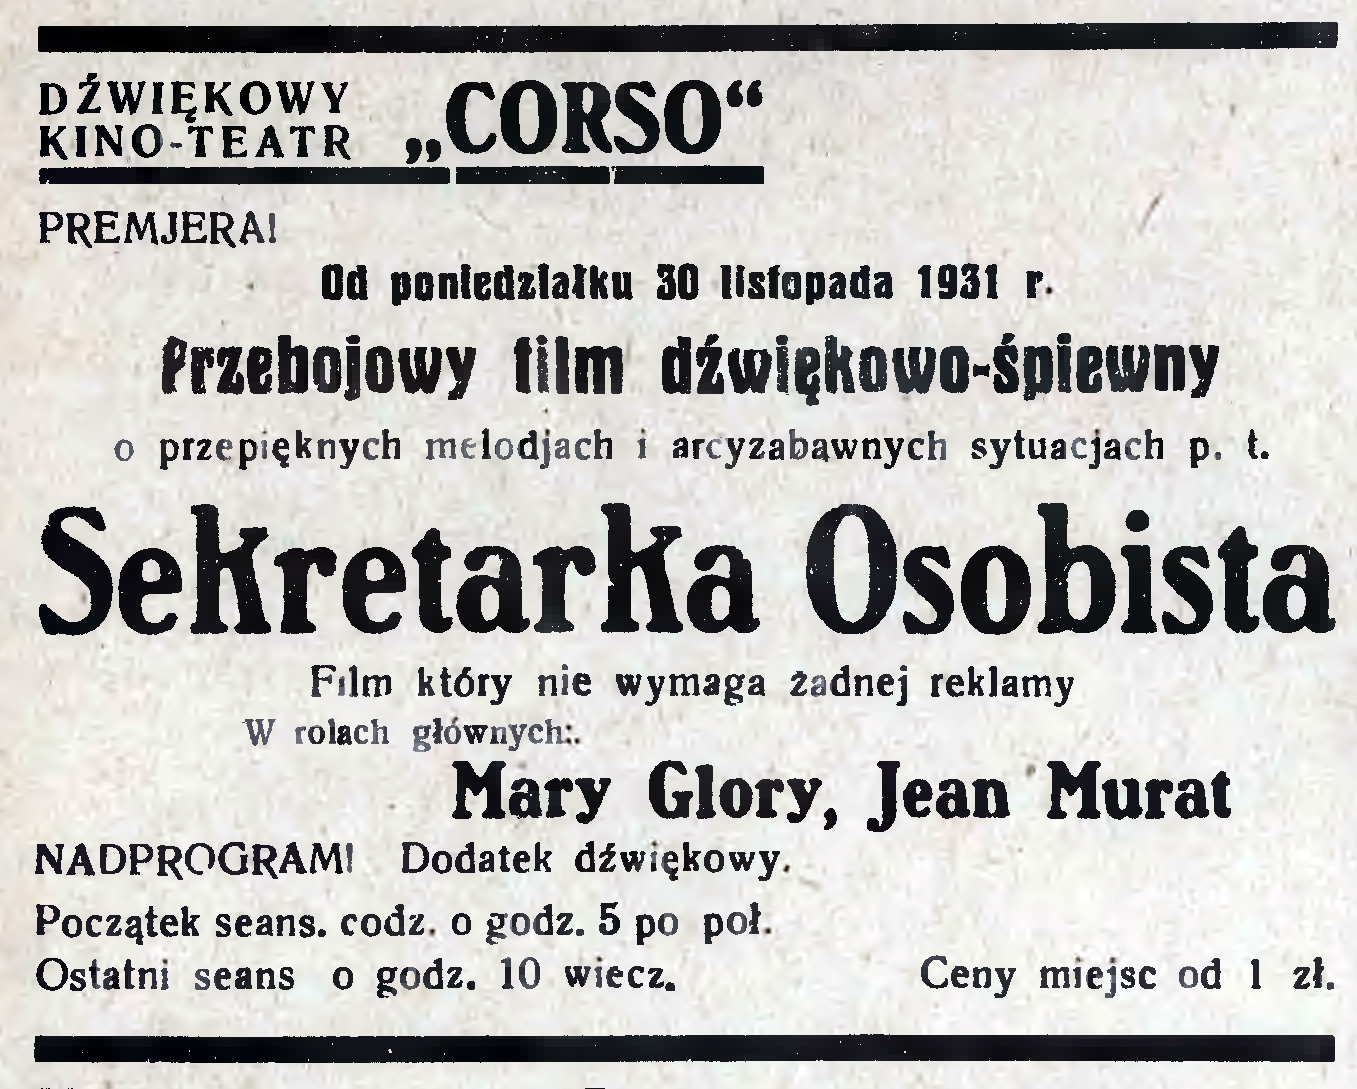 DŹWIĘKOWY
KINO-TEATR „CORSO“
PREMJERA!
Od poniedziałku 30 listopada 1931 r.
Przebojowy film dźwiękowo-śpiewny
o przepięknych melodjach i arcyzabawnych sytuacjach p. t.
Sekretarka Osobista
Film który nie wymaga żadnej reklamy
W rolach głównych:.
Mary Glory, Jean Murat
NADPROGRAM! Dodatek dźwiękowy.
Początek seans. codz. o godz. 5 po poł.
Ostatni seans o godz. 10 wiecz. Ceny miejsc od 1 zł.